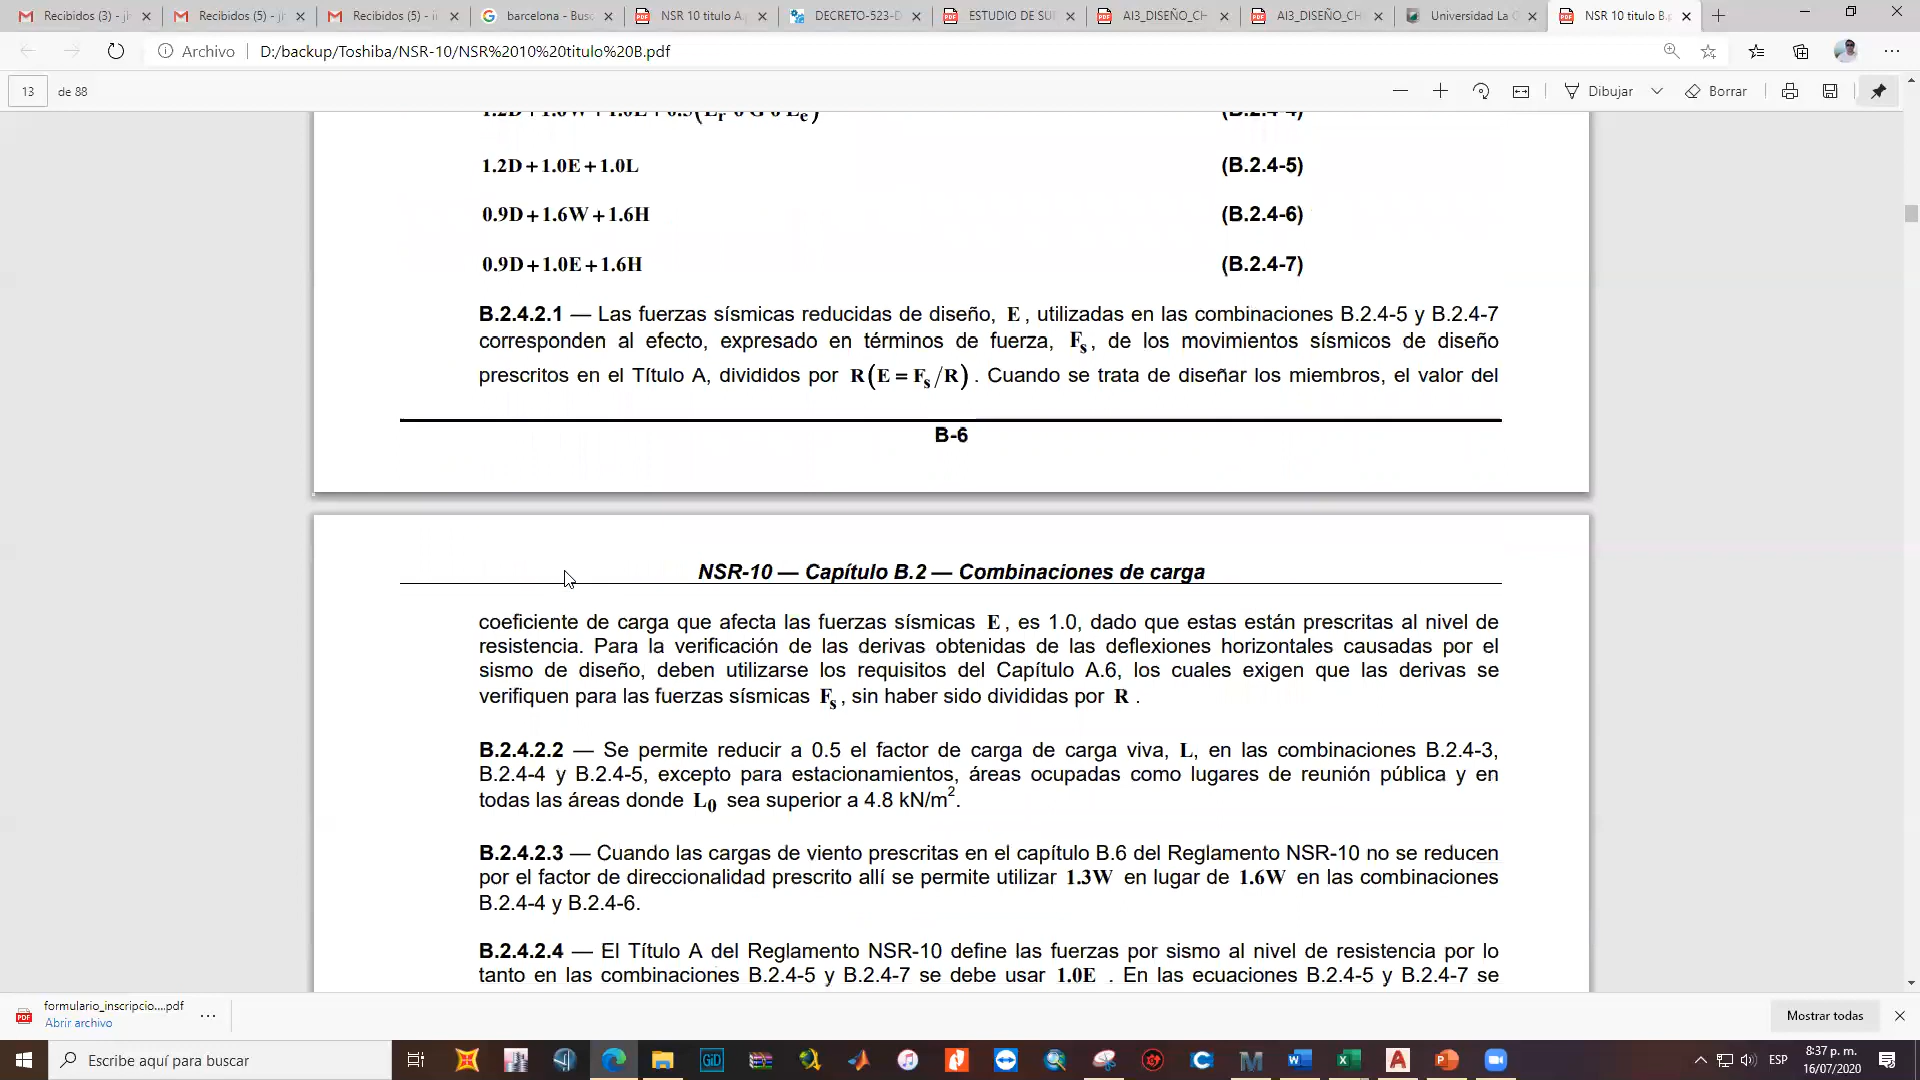 Recibidos (3) - jh
Recibidos (5) - jh
Recibidos (5) - ii
barcelona - Busc
NSR 10 titulo A.p
DECRETO-523-D
ESTUDIO DE SUE
AI3_DISEÑO_CH
AI3_DISEÑO_CH
Universidad La G
NSR 10 titulo B.p
Archivo
D:/backup/Toshiba/NSR-10/NSR%2010%20titulo%20B.pdf
13
de 88
Dibujar
Borrar
1.2D + 1.0E + 1.0L (B.2.4-5)
0.9D + 1.6W + 1.6H (B.2.4-6)
0.9D + 1.0E + 1.6H (B.2.4-7)
B.2.4.2.1 — Las fuerzas sísmicas reducidas de diseño, E, utilizadas en las combinaciones B.2.4-5 y B.2.4-7
corresponden al efecto, expresado en términos de fuerza, Fs, de los movimientos sísmicos de diseño
prescritos en el Título A, divididos por R(E = Fs/R). Cuando se trata de diseñar los miembros, el valor del
B-6
NSR-10 — Capítulo B.2 — Combinaciones de carga
coeficiente de carga que afecta las fuerzas sísmicas E, es 1.0, dado que estas están prescritas al nivel de
resistencia. Para la verificación de las derivas obtenidas de las deflexiones horizontales causadas por el
sismo de diseño, deben utilizarse los requisitos del Capítulo A.6, los cuales exigen que las derivas se
verifiquen para las fuerzas sísmicas Fs, sin haber sido divididas por R.
B.2.4.2.2 — Se permite reducir a 0.5 el factor de carga de carga viva, L, en las combinaciones B.2.4-3,
B.2.4-4 y B.2.4-5, excepto para estacionamientos, áreas ocupadas como lugares de reunión pública y en
todas las áreas donde L0 sea superior a 4.8 kN/m2.
B.2.4.2.3 — Cuando las cargas de viento prescritas en el capítulo B.6 del Reglamento NSR-10 no se reducen
por el factor de direccionalidad prescrito allí se permite utilizar 1.3W en lugar de 1.6W en las combinaciones
B.2.4-4 y B.2.4-6.
B.2.4.2.4 — El Título A del Reglamento NSR-10 define las fuerzas por sismo al nivel de resistencia por lo
tanto en las combinaciones B.2.4-5 y B.2.4-7 se debe usar 1.0E. En las ecuaciones B.2.4-5 y B.2.4-7 se
formulario_inscripcio....pdf
Abrir archivo
Mostrar todas
Escribe aquí para buscar
ESP
8:37 p. m.
16/07/2020